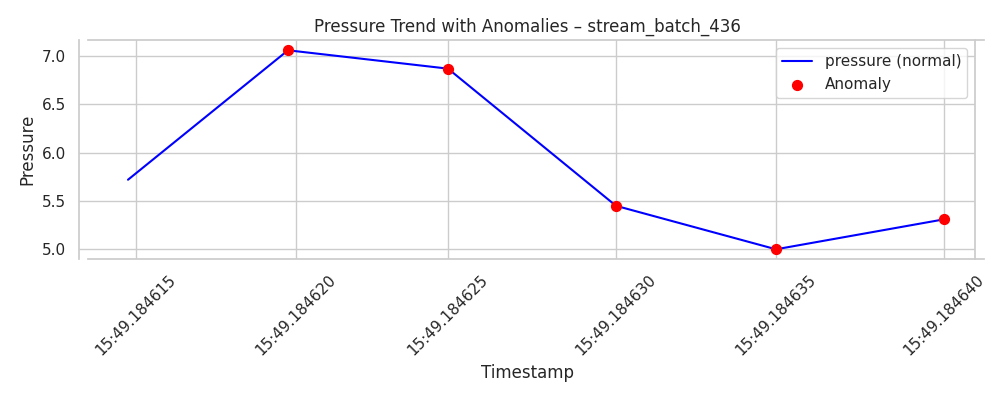 Pressure Trend with Anomalies – stream_batch_436
pressure (normal)
Anomaly
Pressure
7.0
6.5
6.0
5.5
5.0
15:49.184615
15:49.184620
15:49.184625
15:49.184630
15:49.184635
15:49.184640
Timestamp